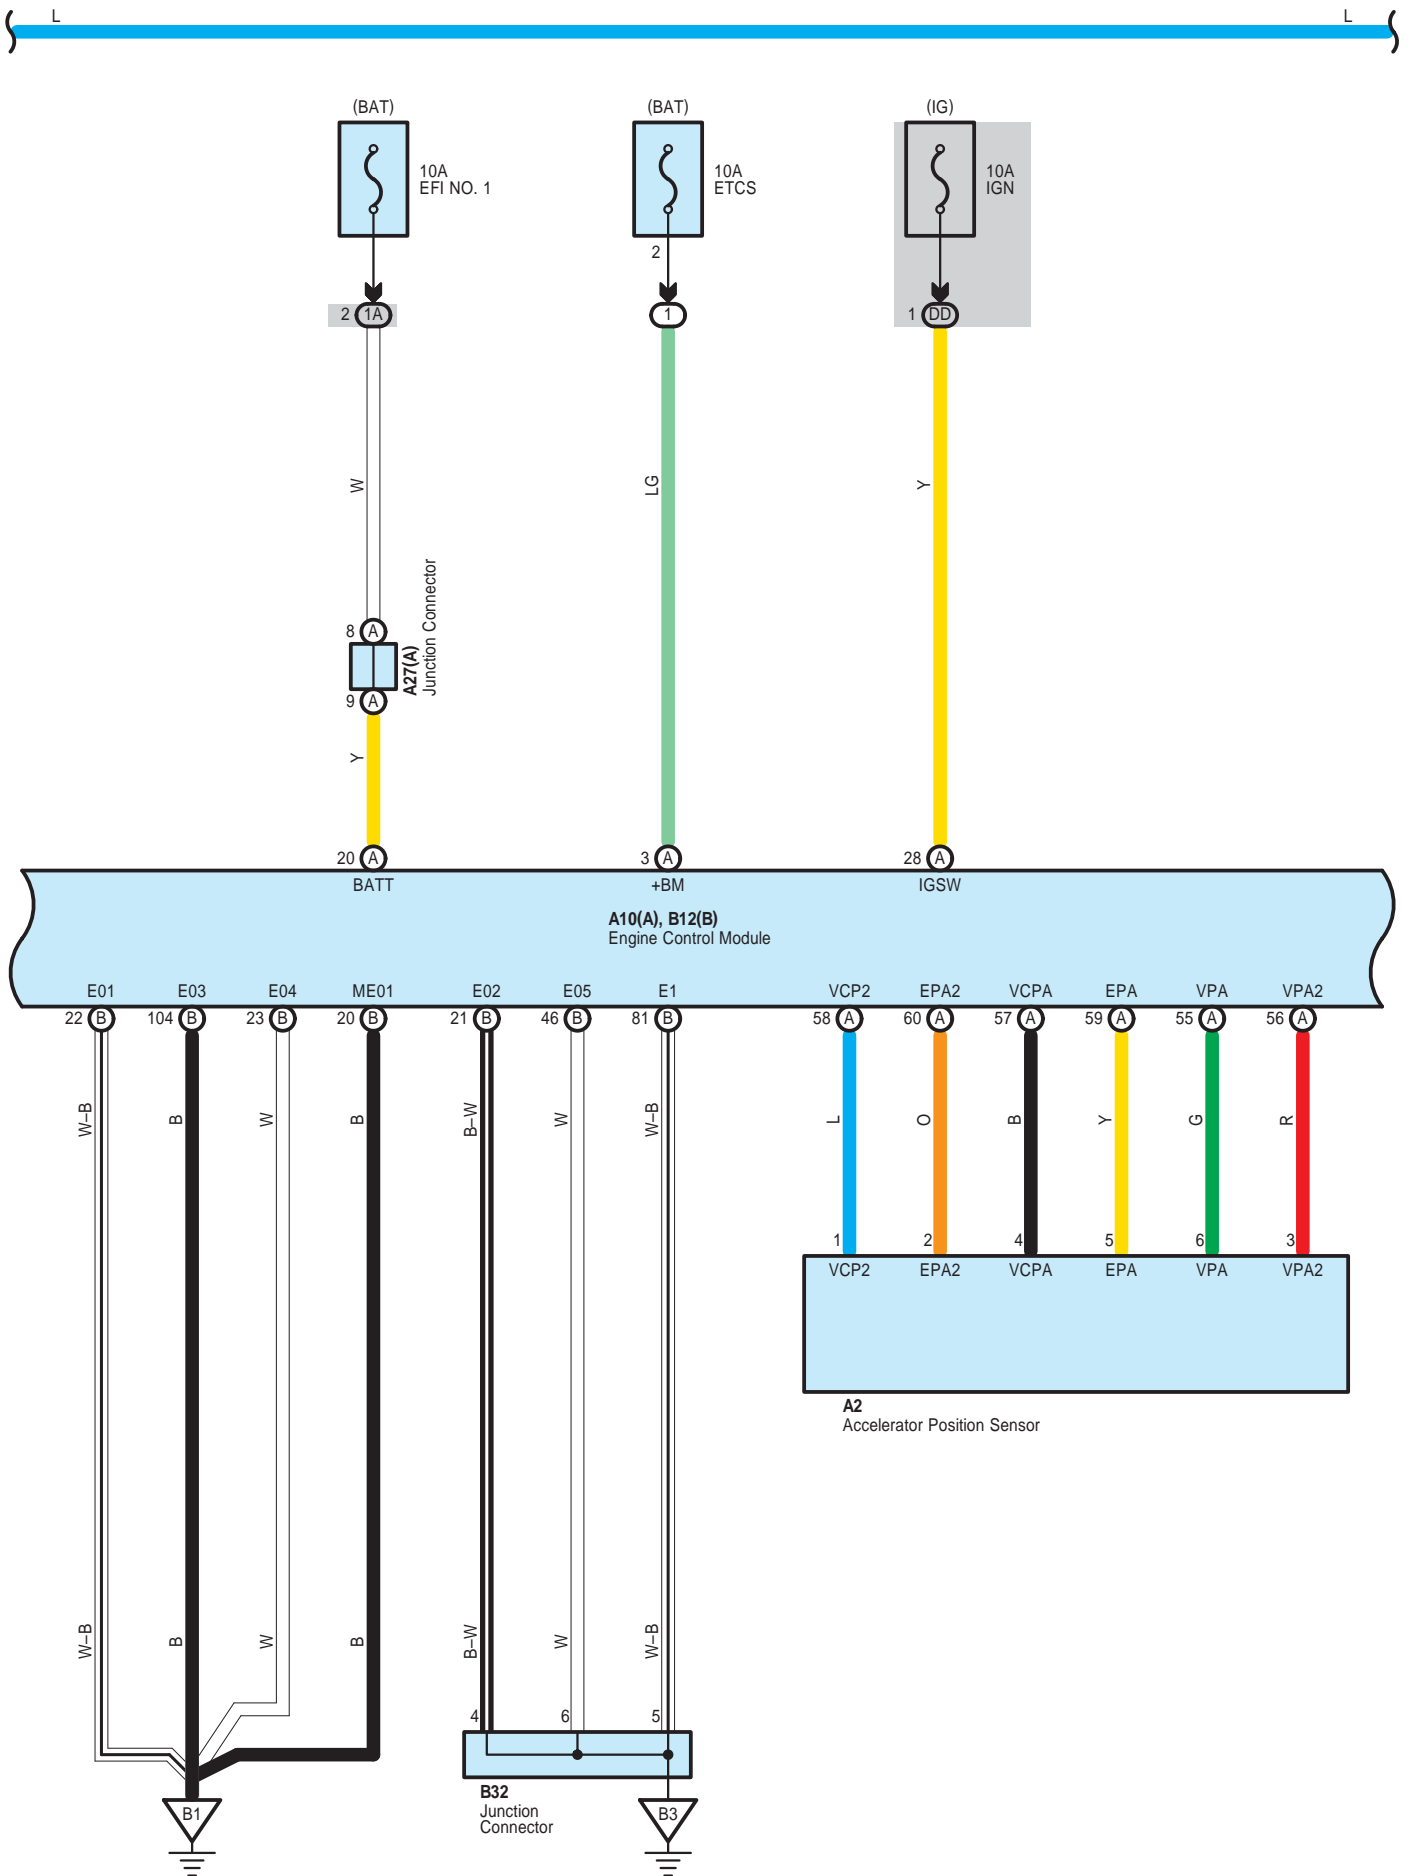 L L
(BAT) (BAT) (IG)
10A 10A 10A
EFI NO. 1 ETCS IGN
2
2 1A 1 1 DD
W LG Y
8 A
A27(A)
Junction Connector
9 A
Y
20 A 3 A 28 A
BATT +BM IGSW
A10(A), B12(B)
Engine Control Module
E01 E03 E04 ME01 E02 E05 E1 VCP2 EPA2 VCPA EPA VPA VPA2
22 B 104 B 23 B 20 B 21 B 46 B 81 B 58 A 60 A 57 A 59 A 55 A 56 A
W–B B W B B–W W W–B L O B Y G R
1 2 4 5 6 3
VCP2 EPA2 VCPA EPA VPA VPA2
A2
Accelerator Position Sensor
W–B B W B B–W W W–B
4 6 5
B32
Junction
Connector
B1 B3